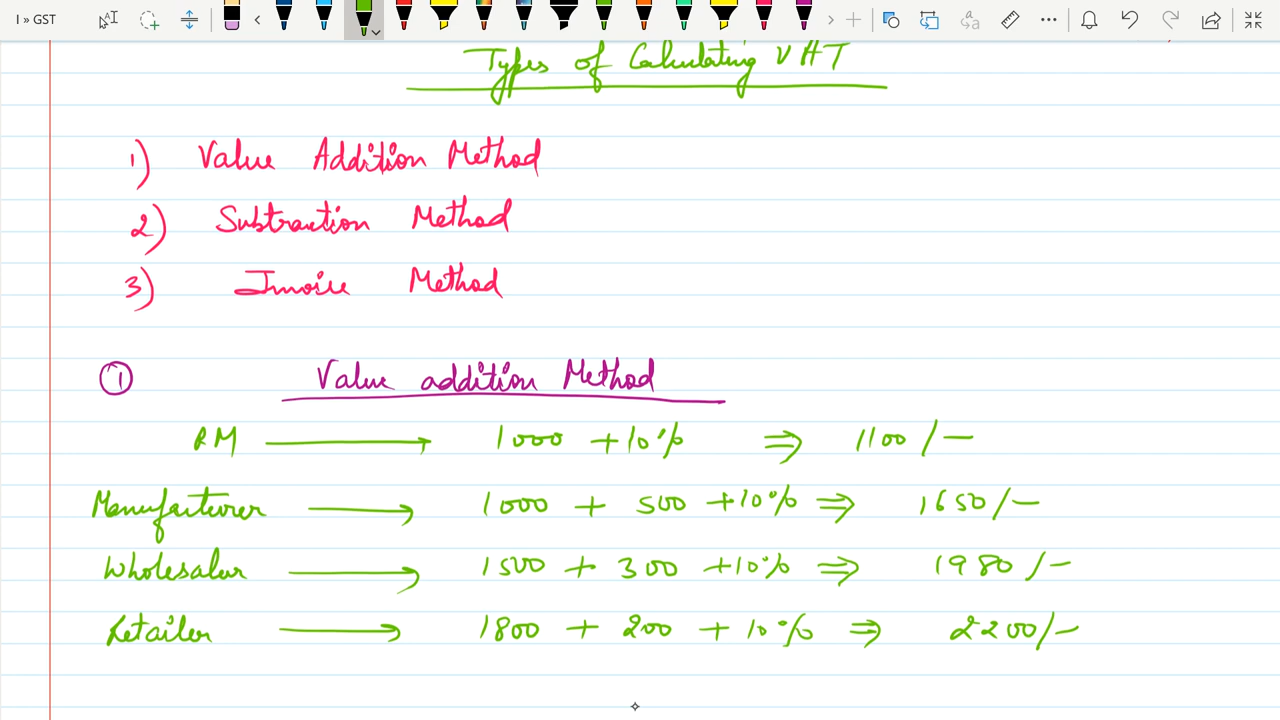 I » GST
Types of Calculating VAT
1) Value Addition Method
2) Subtraction Method
3) Invoice Method
① Value addition Method
RM → 1000 + 10% ⇒ 1100/-
Manufacturer → 1000 + 500 + 10% ⇒ 1650/-
Wholesaler → 1500 + 300 + 10% ⇒ 1980/-
Retailer → 1800 + 200 + 10% ⇒ 2200/-